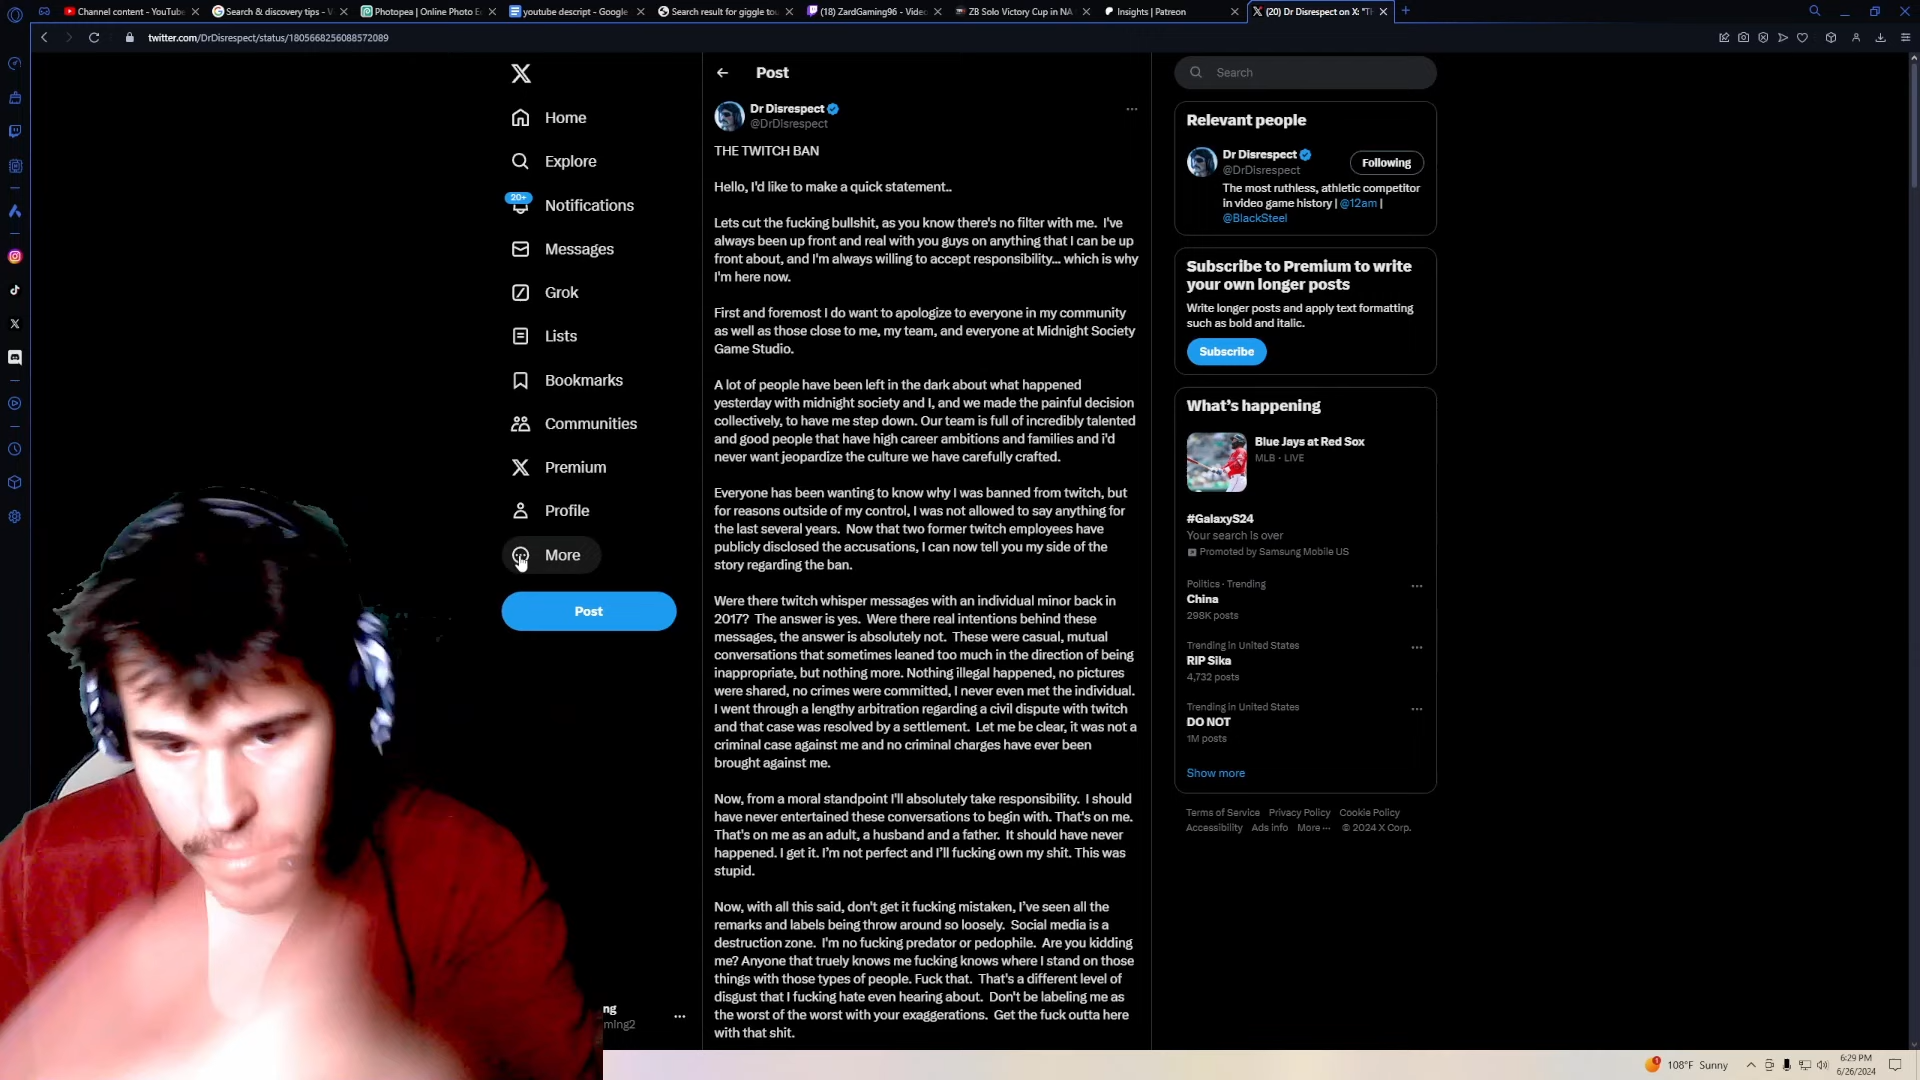 Channel content - YouTube
Search & discovery tips -
Photopea | Online Photo E
youtube descript - Google
Search result for giggle tou
(18) ZardGaming96 - Vide
ZB Solo Victory Cup in NA
Insights | Patreon
(20) Dr Disrespect on X: "TH
twitter.com/DrDisrespect/status/1805668256088572089
Home
Explore
20+
Notifications
Messages
Grok
Lists
Bookmarks
Communities
Premium
Profile
More
Post
ng
ming2
Post
Dr Disrespect
@DrDisrespect
THE TWITCH BAN
Hello, I'd like to make a quick statement..
Lets cut the fucking bullshit, as you know there's no filter with me. I've
always been up front and real with you guys on anything that I can be up
front about, and I'm always willing to accept responsibility... which is why
I'm here now.
First and foremost I do want to apologize to everyone in my community
as well as those close to me, my team, and everyone at Midnight Society
Game Studio.
A lot of people have been left in the dark about what happened
yesterday with midnight society and I, and we made the painful decision
collectively, to have me step down. Our team is full of incredibly talented
and good people that have high career ambitions and families and i'd
never want jeopardize the culture we have carefully crafted.
Everyone has been wanting to know why I was banned from twitch, but
for reasons outside of my control, I was not allowed to say anything for
the last several years. Now that two former twitch employees have
publicly disclosed the accusations, I can now tell you my side of the
story regarding the ban.
Were there twitch whisper messages with an individual minor back in
2017? The answer is yes. Were there real intentions behind these
messages, the answer is absolutely not. These were casual, mutual
conversations that sometimes leaned too much in the direction of being
inappropriate, but nothing more. Nothing illegal happened, no pictures
were shared, no crimes were committed, I never even met the individual.
I went through a lengthy arbitration regarding a civil dispute with twitch
and that case was resolved by a settlement. Let me be clear, it was not a
criminal case against me and no criminal charges have ever been
brought against me.
Now, from a moral standpoint I'll absolutely take responsibility. I should
have never entertained these conversations to begin with. That's on me.
That's on me as an adult, a husband and a father. It should have never
happened. I get it. I'm not perfect and I'll fucking own my shit. This was
stupid.
Now, with all this said, don't get it fucking mistaken, I've seen all the
remarks and labels being throw around so loosely. Social media is a
destruction zone. I'm no fucking predator or pedophile. Are you kidding
me? Anyone that truely knows me fucking knows where I stand on those
things with those types of people. Fuck that. That's a different level of
disgust that I fucking hate even hearing about. Don't be labeling me as
the worst of the worst with your exaggerations. Get the fuck outta here
with that shit.
Search
Relevant people
Dr Disrespect
@DrDisrespect
Following
The most ruthless, athletic competitor
in video game history | @12am |
@BlackSteel
Subscribe to Premium to write
your own longer posts
Write longer posts and apply text formatting
such as bold and italic.
Subscribe
What's happening
Blue Jays at Red Sox
MLB · LIVE
#GalaxyS24
Your search is over
Promoted by Samsung Mobile US
Politics · Trending
China
298K posts
Trending in United States
RIP Sika
4,732 posts
Trending in United States
DO NOT
1M posts
Show more
Terms of Service Privacy Policy Cookie Policy
Accessibility Ads info More ··· © 2024 X Corp.
108°F Sunny
6:29 PM
6/26/2024